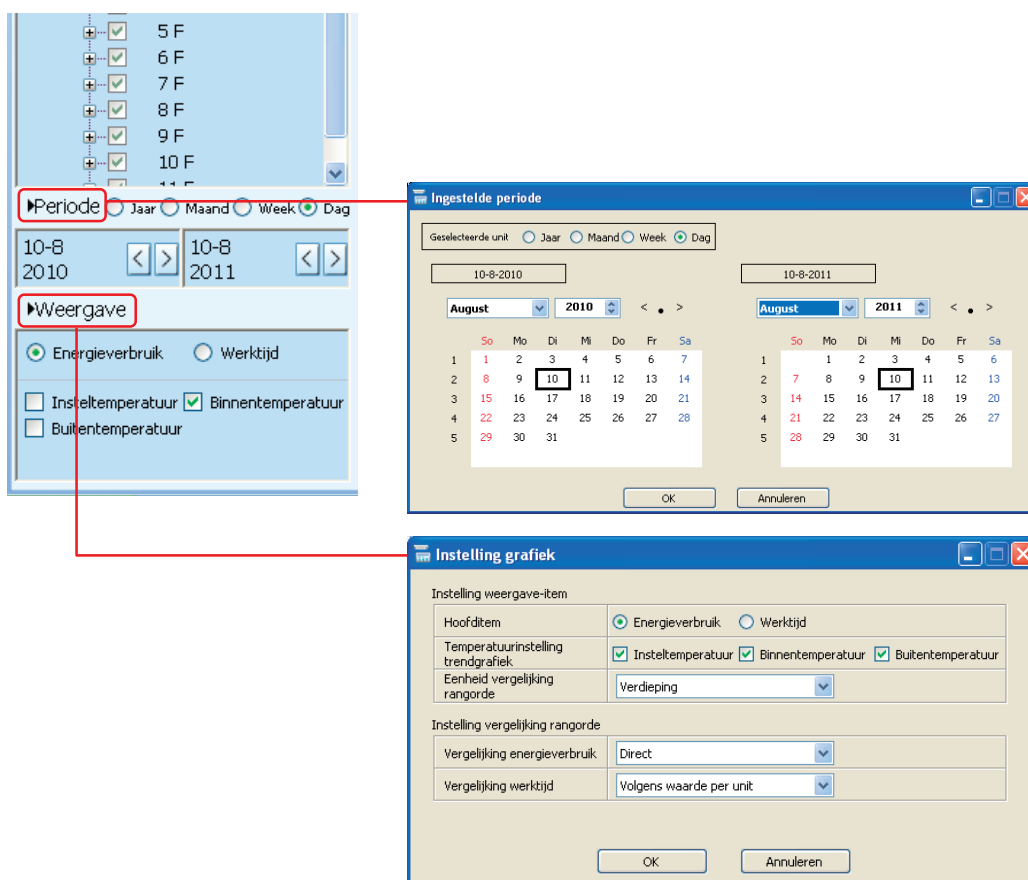 5 F
6 F
7 F
8 F
9 F
10 F
Periode Jaar Maand Week Dag
10-8 2010 < > 10-8 2011 < >
Weergave
Energieverbruik Werktijd
Insteltemperatuur Binnentemperatuur
Buitentemperatuur
Ingestelde periode
Geselecteerde unit Jaar Maand Week Dag
10-8-2010 10-8-2011
August 2010 < • > August 2011 < • >
So Mo Di Mi Do Fr Sa So Mo Di Mi Do Fr Sa
1 1 2 3 4 5 6 7 1 1 2 3 4 5 6
2 8 9 10 11 12 13 14 2 7 8 9 10 11 12 13
3 15 16 17 18 19 20 21 3 14 15 16 17 18 19 20
4 22 23 24 25 26 27 28 4 21 22 23 24 25 26 27
5 29 30 31 5 28 29 30 31
OK Annuleren
Instelling grafiek
Instelling weergave-item
Hoofditem Energieverbruik Werktijd
Temperatuurinstelling
trendgrafiek Insteltemperatuur Binnentemperatuur Buitentemperatuur
Eenheid vergelijking
rangorde Verdieping
Instelling vergelijking rangorde
Vergelijking energieverbruik Direct
Vergelijking werktijd Volgens waarde per unit
OK Annuleren